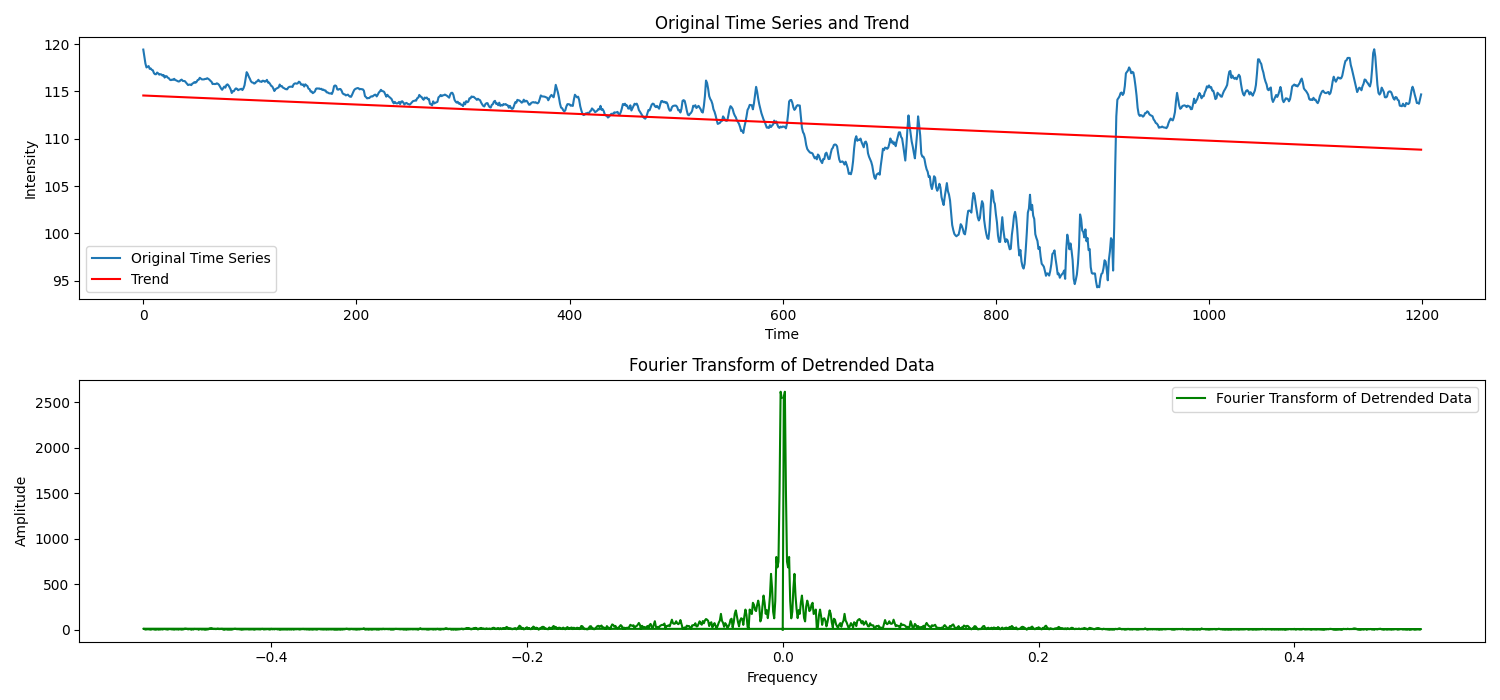 Original Time Series and Trend
Intensity
120
115
110
105
100
95
Original Time Series
Trend
0 200 400 600 800 1000 1200
Time
Fourier Transform of Detrended Data
Amplitude
2500
2000
1500
1000
500
0
Fourier Transform of Detrended Data
−0.4 −0.2 0.0 0.2 0.4
Frequency